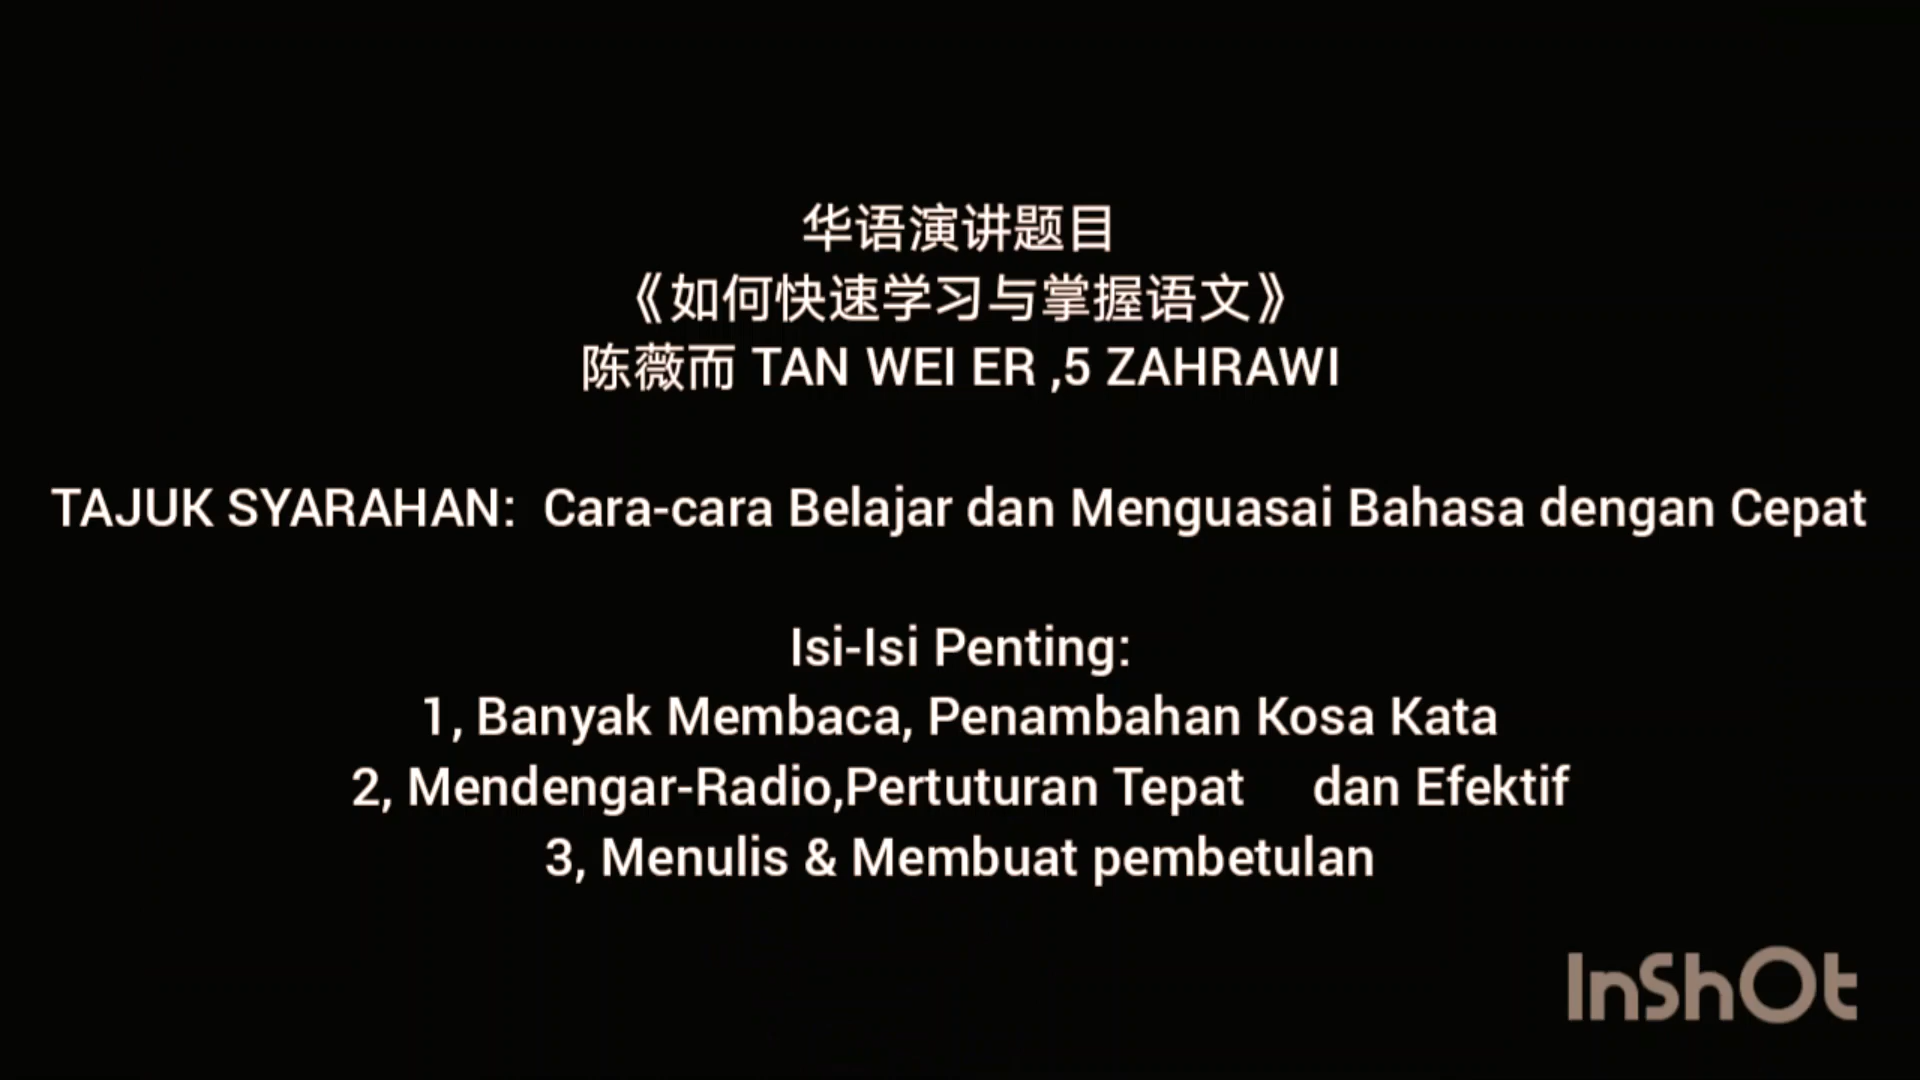 华语演讲题目
《如何快速学习与掌握语文》
陈薇而 TAN WEI ER ,5 ZAHRAWI
TAJUK SYARAHAN: Cara-cara Belajar dan Menguasai Bahasa dengan Cepat
Isi-Isi Penting:
1, Banyak Membaca, Penambahan Kosa Kata
2, Mendengar-Radio,Pertuturan Tepat dan Efektif
3, Menulis & Membuat pembetulan
InShOt